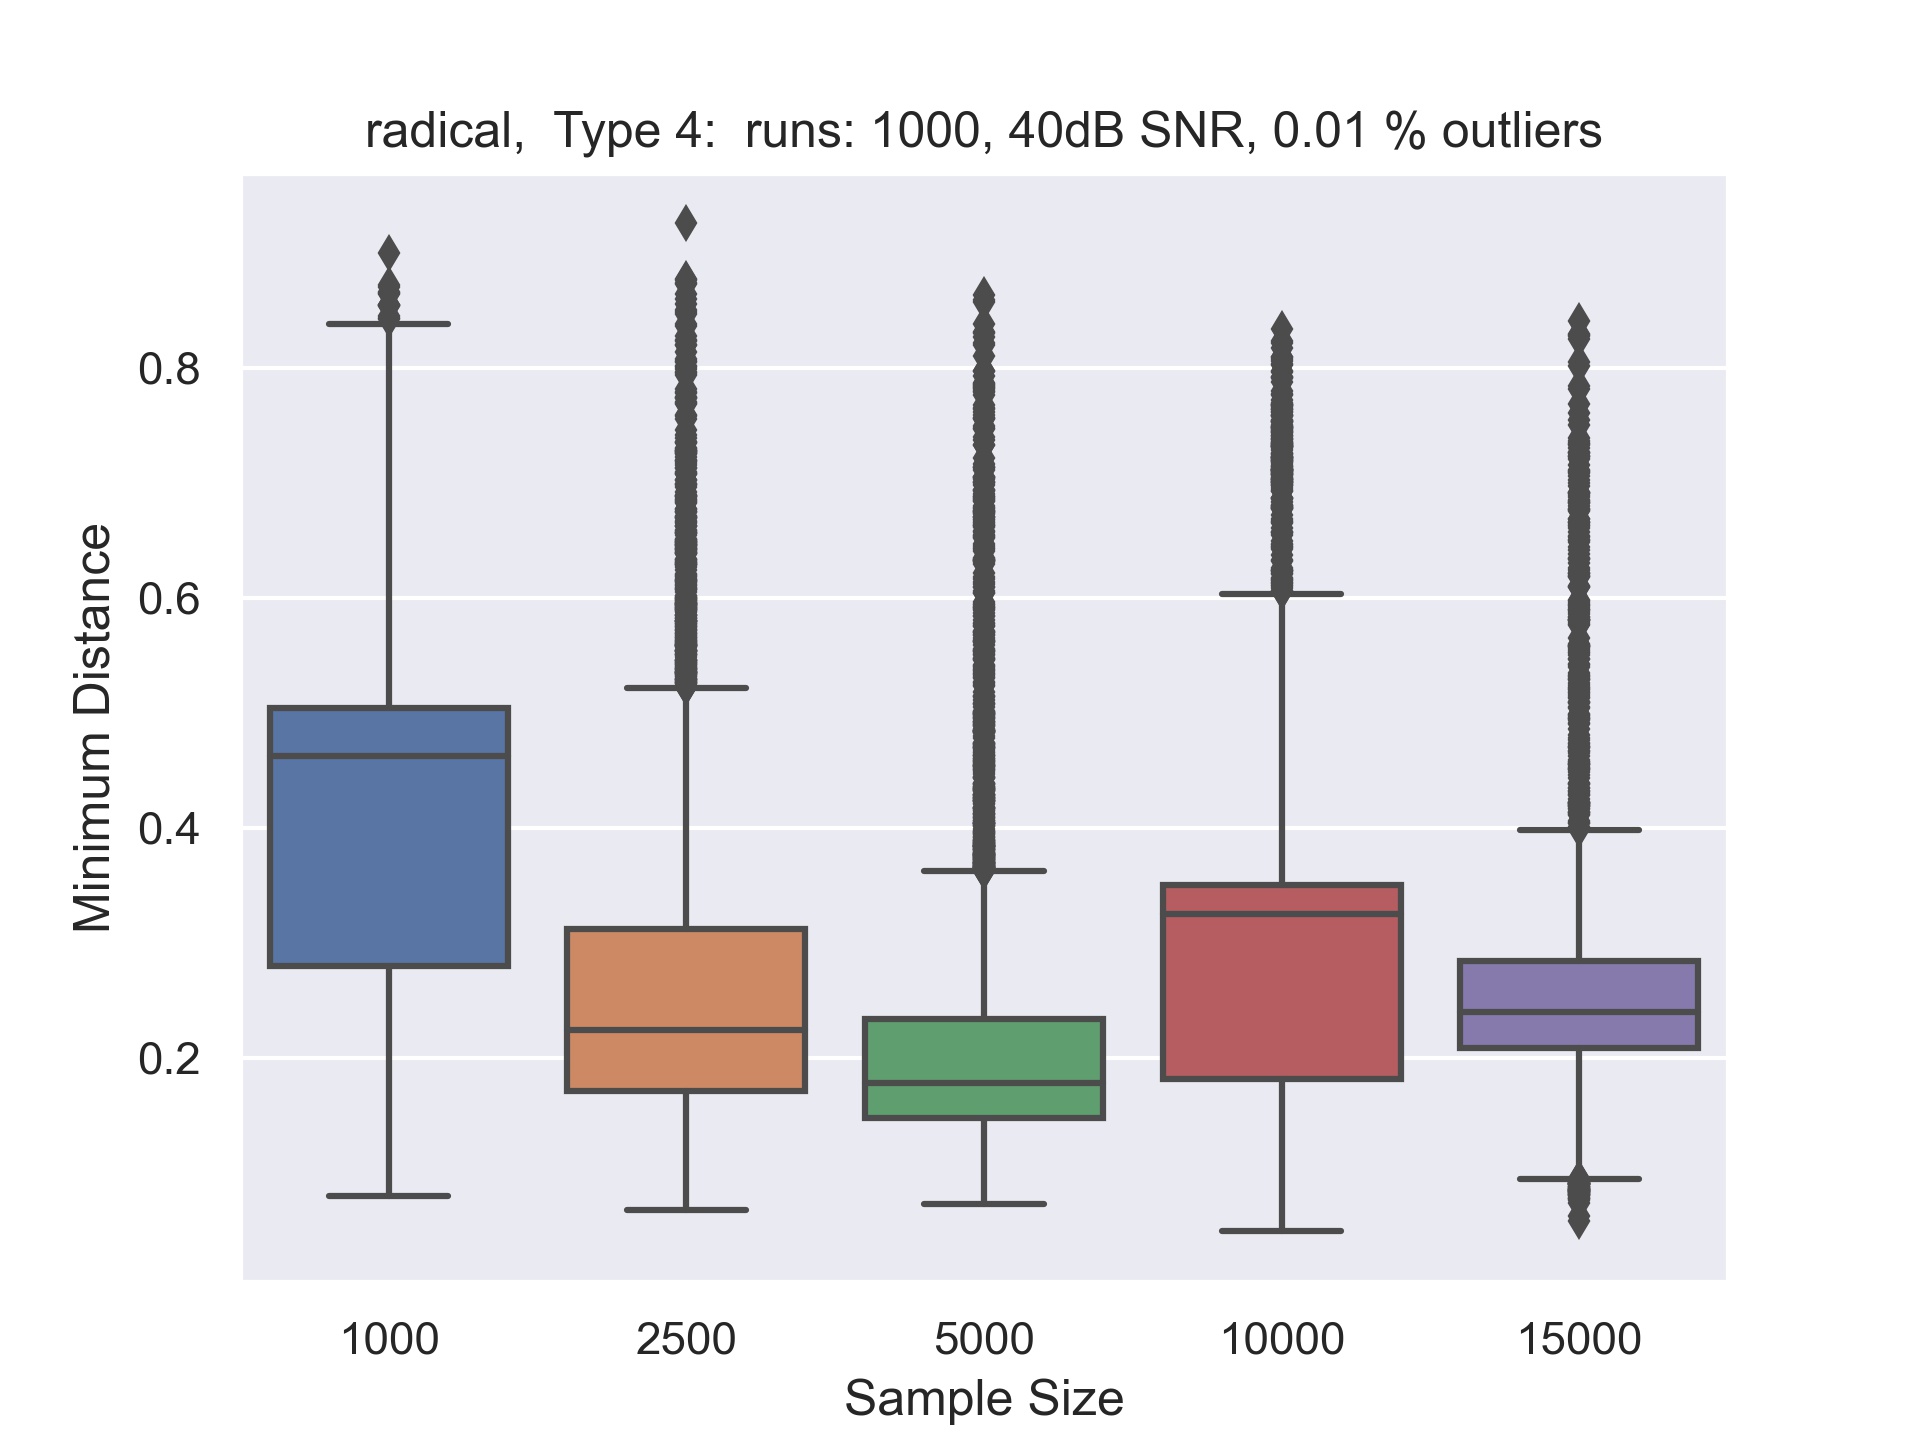 radical,  Type 4:  runs: 1000, 40dB SNR, 0.01 % outliers
Minimum Distance
0.8
0.6
0.4
0.2
1000 2500 5000 10000 15000
Sample Size